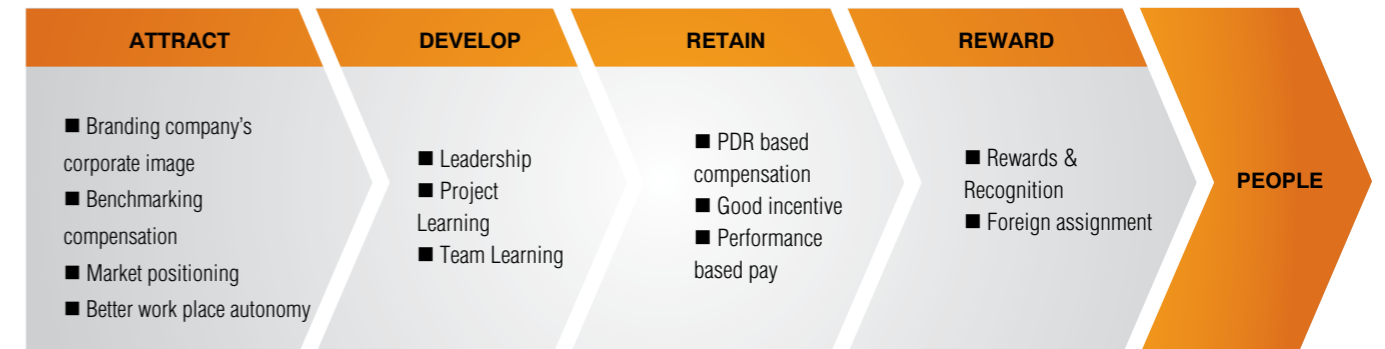 ATTRACT
■ Branding company's
corporate image
■ Benchmarking
compensation
■ Market positioning
■ Better work place autonomy
DEVELOP
■ Leadership
■ Project
Learning
■ Team Learning
RETAIN
■ PDR based
compensation
■ Good incentive
■ Performance
based pay
REWARD
■ Rewards &
Recognition
■ Foreign assignment
PEOPLE